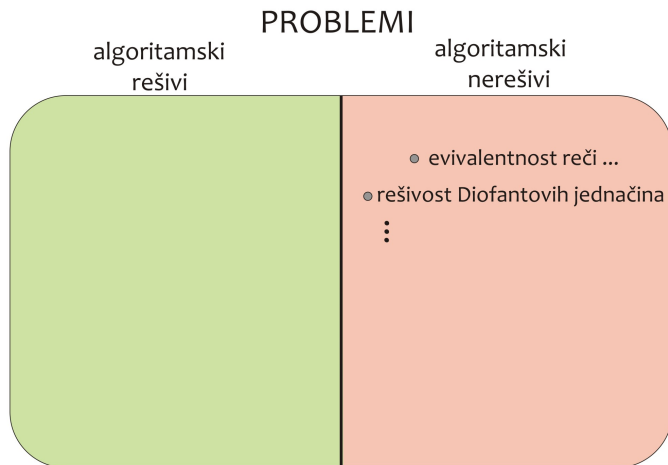 PROBLEMI
algoritamski
rešivi
algoritamski
nerešivi
evivalentnost reči ...
rešivost Diofantovih jednačina